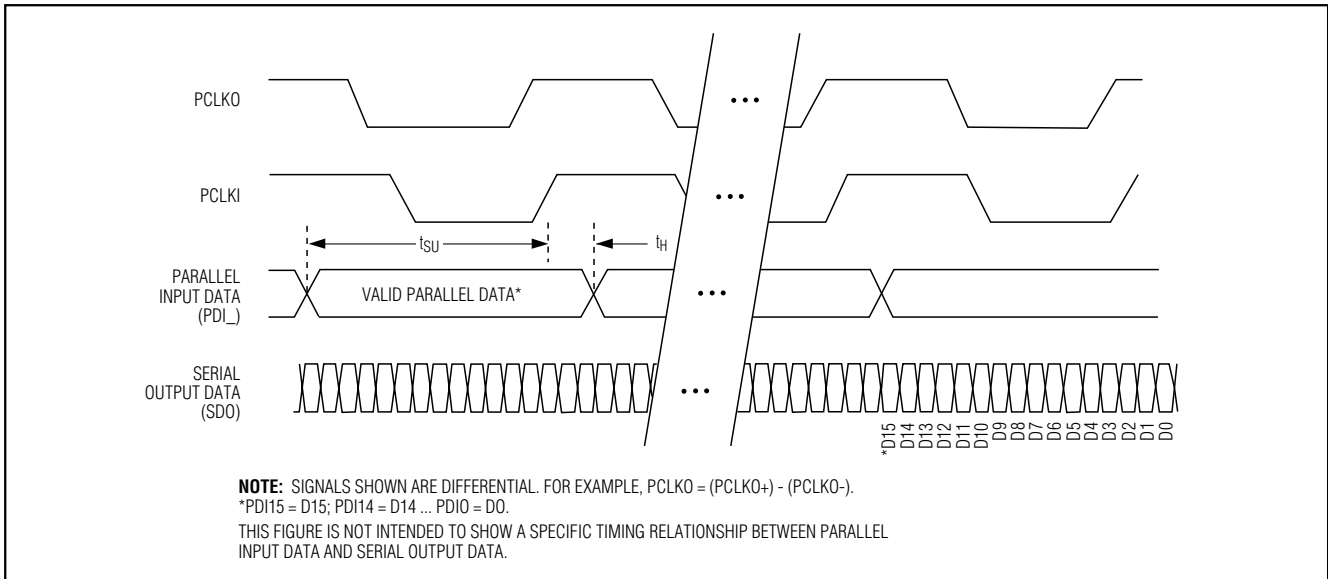 PCLKO
•••
PCLKI
•••
tSU
tH
PARALLEL
INPUT DATA
(PDI_)
VALID PARALLEL DATA*
•••
SERIAL
OUTPUT DATA
(SDO)
•••
*D15
D14
D13
D12
D11
D10
D9
D8
D7
D6
D5
D4
D3
D2
D1
D0
NOTE: SIGNALS SHOWN ARE DIFFERENTIAL. FOR EXAMPLE, PCLKO = (PCLKO+) - (PCLKO-).
*PDI15 = D15; PDI14 = D14 ... PDI0 = D0.
THIS FIGURE IS NOT INTENDED TO SHOW A SPECIFIC TIMING RELATIONSHIP BETWEEN PARALLEL
INPUT DATA AND SERIAL OUTPUT DATA.